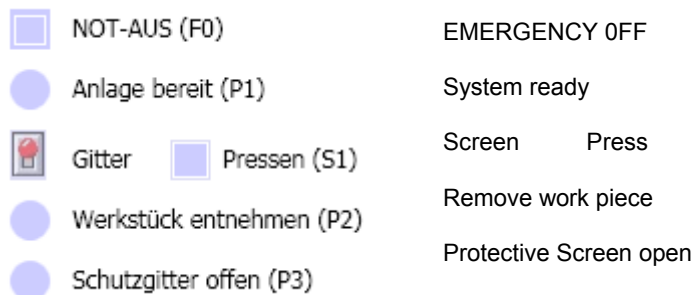 NOT-AUS (F0) EMERGENCY 0FF
Anlage bereit (P1) System ready
Gitter Pressen (S1) Screen Press
Werkstück entnehmen (P2) Remove work piece
Schutzgitter offen (P3) Protective Screen open